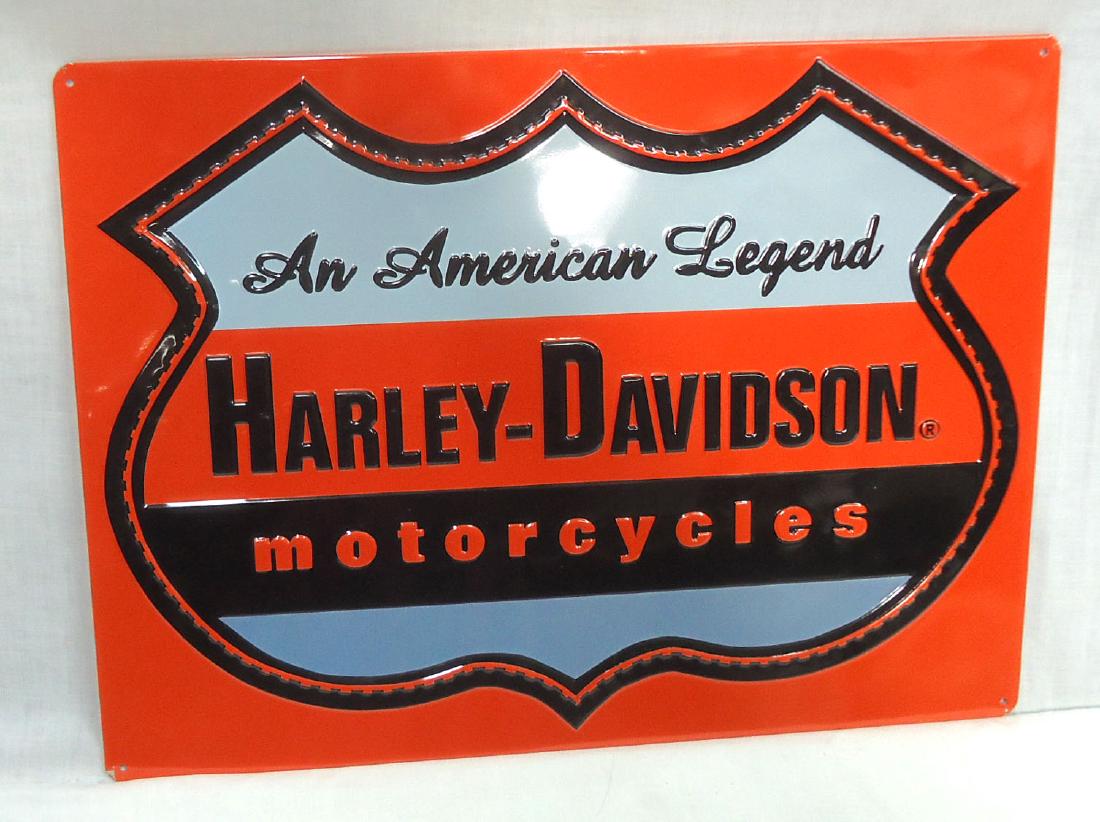 An American Legend
HARLEY-DAVIDSON®
motorcycles